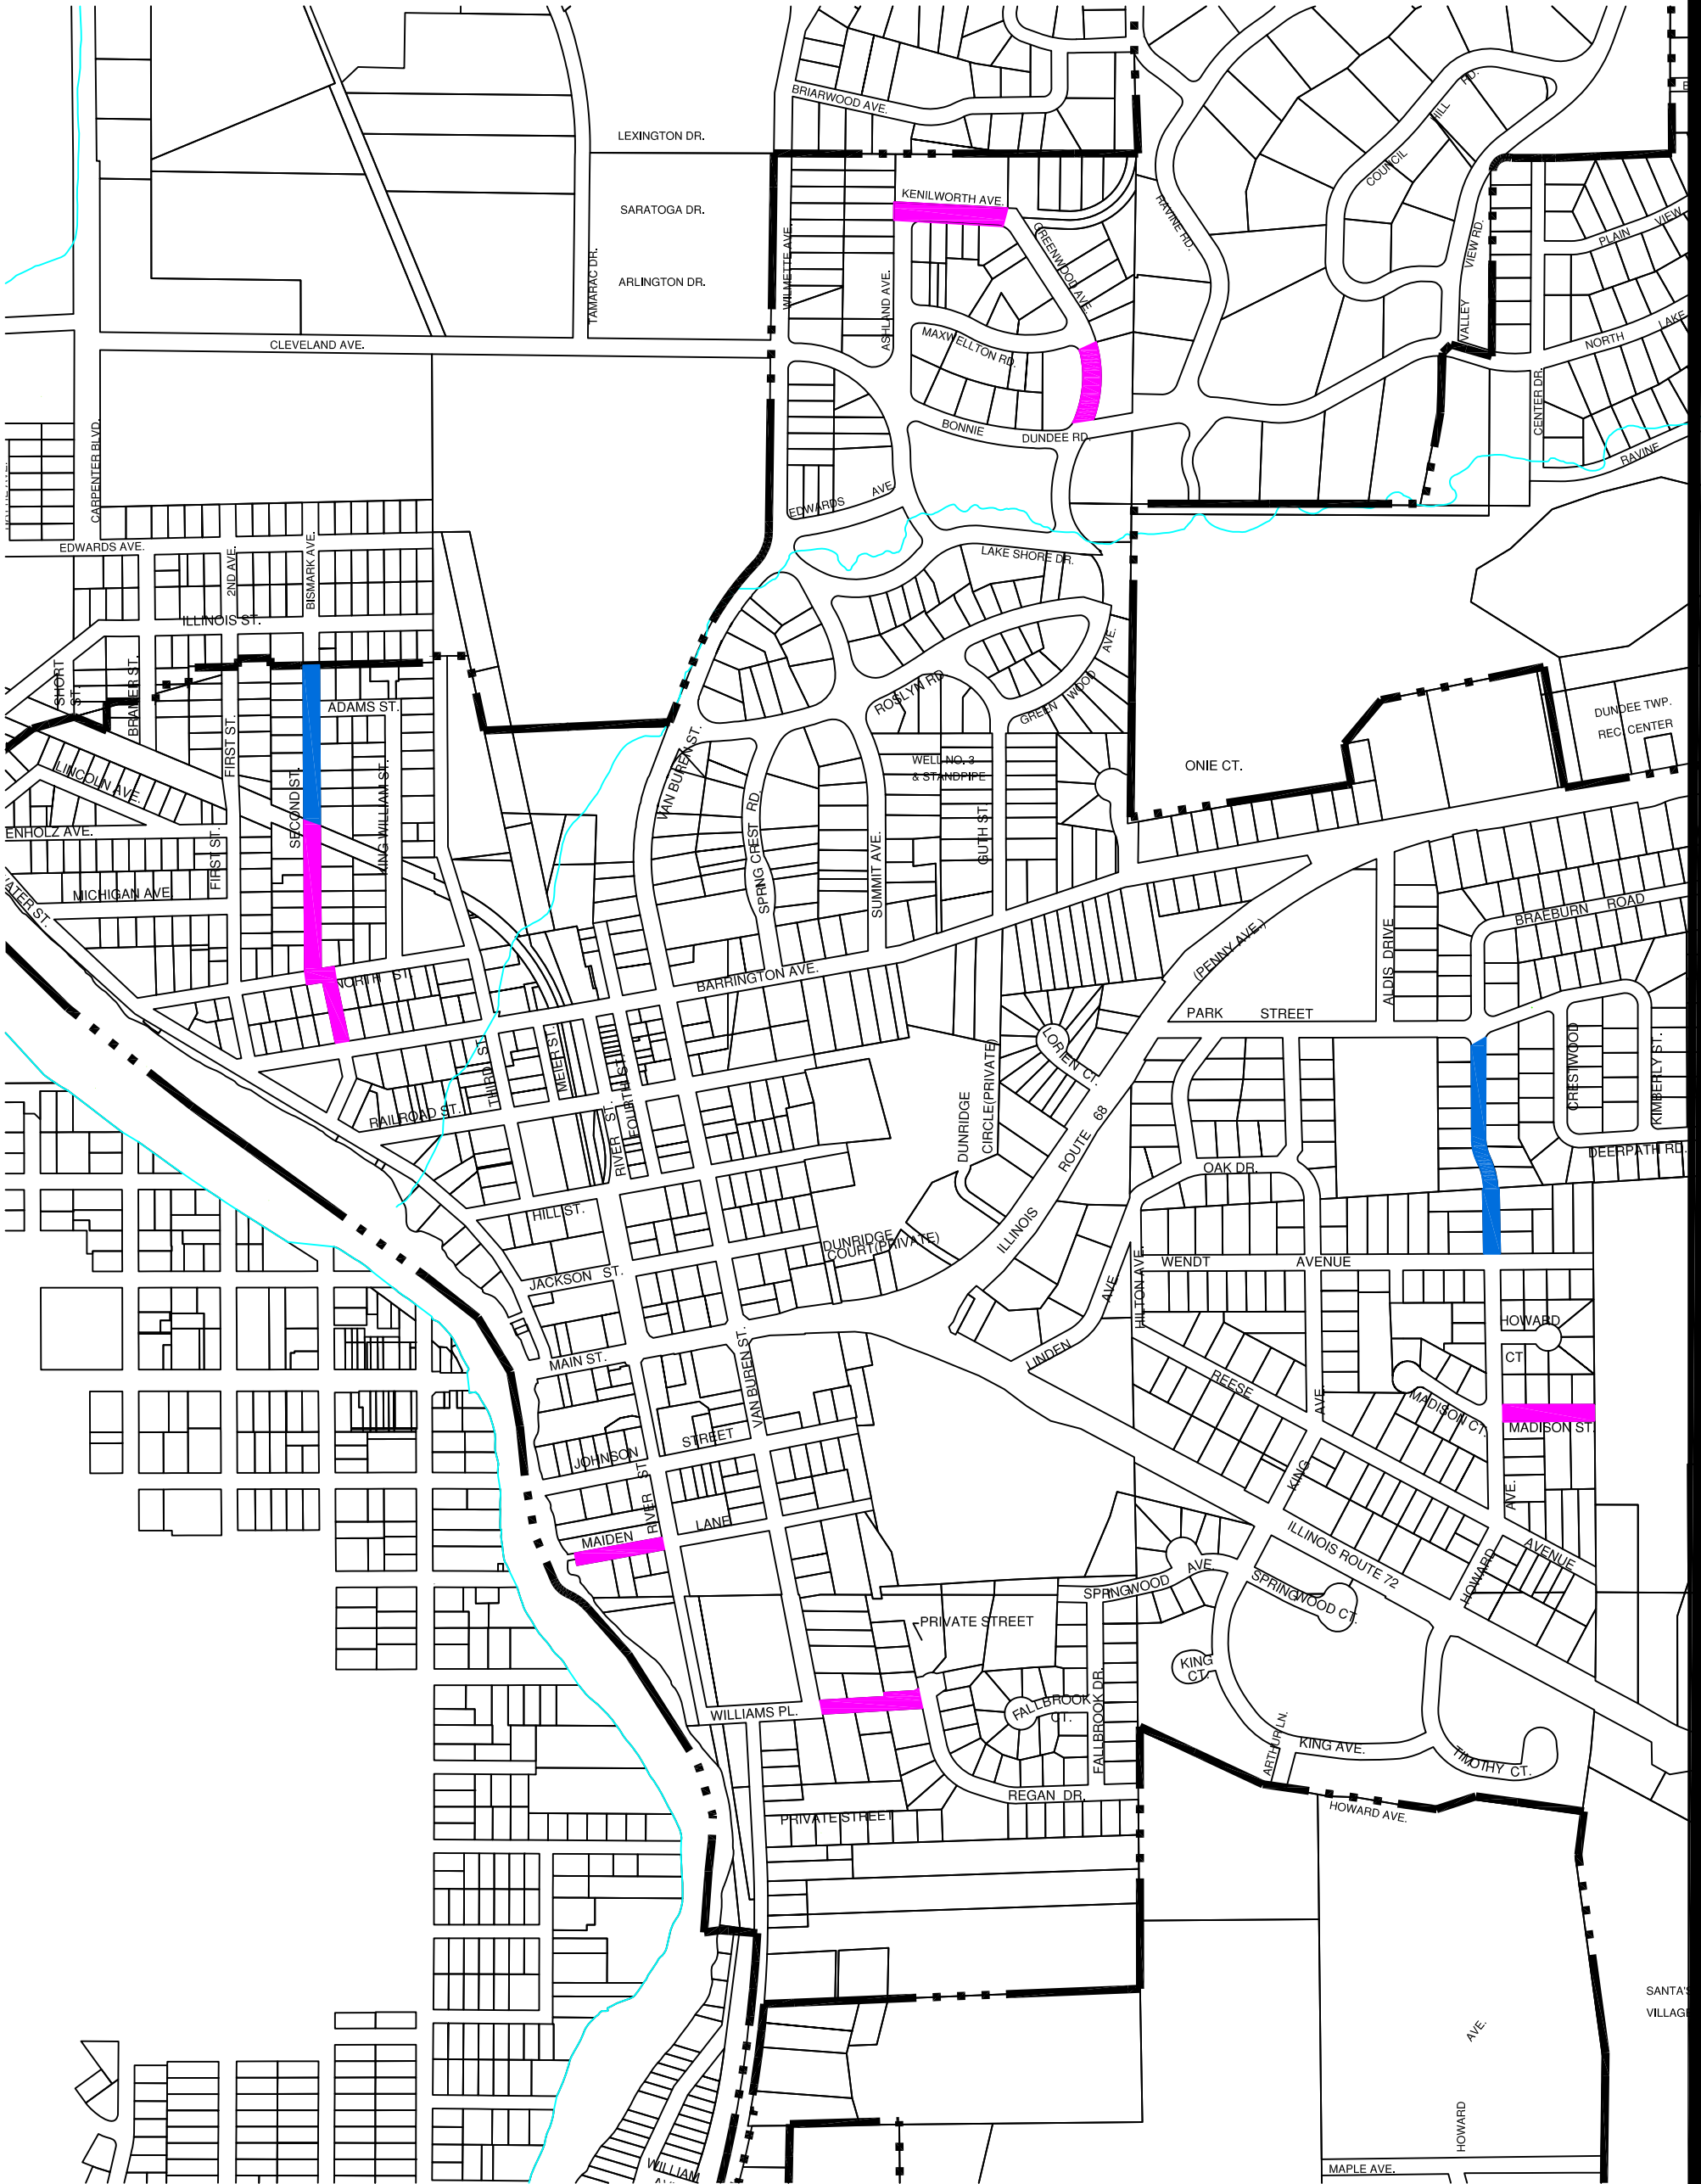 BRIARWOOD AVE.
LEXINGTON DR.
KENILWORTH AVE.
SARATOGA DR.
ARLINGTON DR.
TAMARAC DR.
WILMETTE AVE.
ASHLAND AVE.
GREENWOOD AVE.
RAVINE RD.
COUNCIL
HILL
RD.
VIEW RD.
VALLEY
PLAIN
VIEW
NORTH
LAKE
CLEVELAND AVE.
MAXWELLTON RD.
BONNIE
DUNDEE RD.
CENTER DR.
RAVINE
CARPENTER BLVD.
EDWARDS
AVE
EDWARDS AVE.
2ND AVE.
BISMARK AVE.
LAKE SHORE DR.
ILLINOIS ST.
SHORT
ST.
BRANER ST.
ADAMS ST.
FIRST ST.
SECOND ST.
KING WILLIAM ST.
LINCOLN AVE.
ENHOLZ AVE.
FIRST ST.
MICHIGAN AVE
ATER ST.
NORTH ST.
VAN BUREN ST.
SPRING CREST RD.
ROSLYN RD
GREEN WOOD
AVE.
WELL NO. 3
& STANDPIPE
SUMMIT AVE.
GUTH ST.
ONIE CT.
DUNDEE TWP.
REC. CENTER
BARRINGTON AVE.
(PENNY AVE.)
ALDIS DRIVE
BRAEBURN ROAD
PARK STREET
LORIEN CT.
CRESTWOOD
KIMBERLY ST.
DEERPATH RD.
THIRD ST.
MEIER ST.
RIVER ST.
FOURTH ST.
RAILROAD ST.
DUNRIDGE
CIRCLE(PRIVATE)
ILLINOIS ROUTE 68
OAK DR.
HILL ST.
DUNRIDGE
COURT(PRIVATE)
JACKSON ST.
LINDEN
AVE.
HILTON AVE.
WENDT AVENUE
HOWARD
CT
MAIN ST.
VAN BUREN ST.
REESE
AVE.
MADISON CT.
MADISON ST.
JOHNSON
STREET
RIVER ST.
KING
AVE.
MAIDEN
LANE
ILLINOIS ROUTE 72
HOWARD
AVENUE
SPRINGWOOD
AVE.
SPRINGWOOD CT.
PRIVATE STREET
KING
CT.
FALLBROOK
CT.
FALLBROOK DR.
WILLIAMS PL.
ARTHUR LN.
KING AVE.
TIMOTHY CT.
REGAN DR.
PRIVATE STREET
HOWARD AVE.
SANTA'S
VILLAGE
AVE.
HOWARD
MAPLE AVE.
WILLIAM